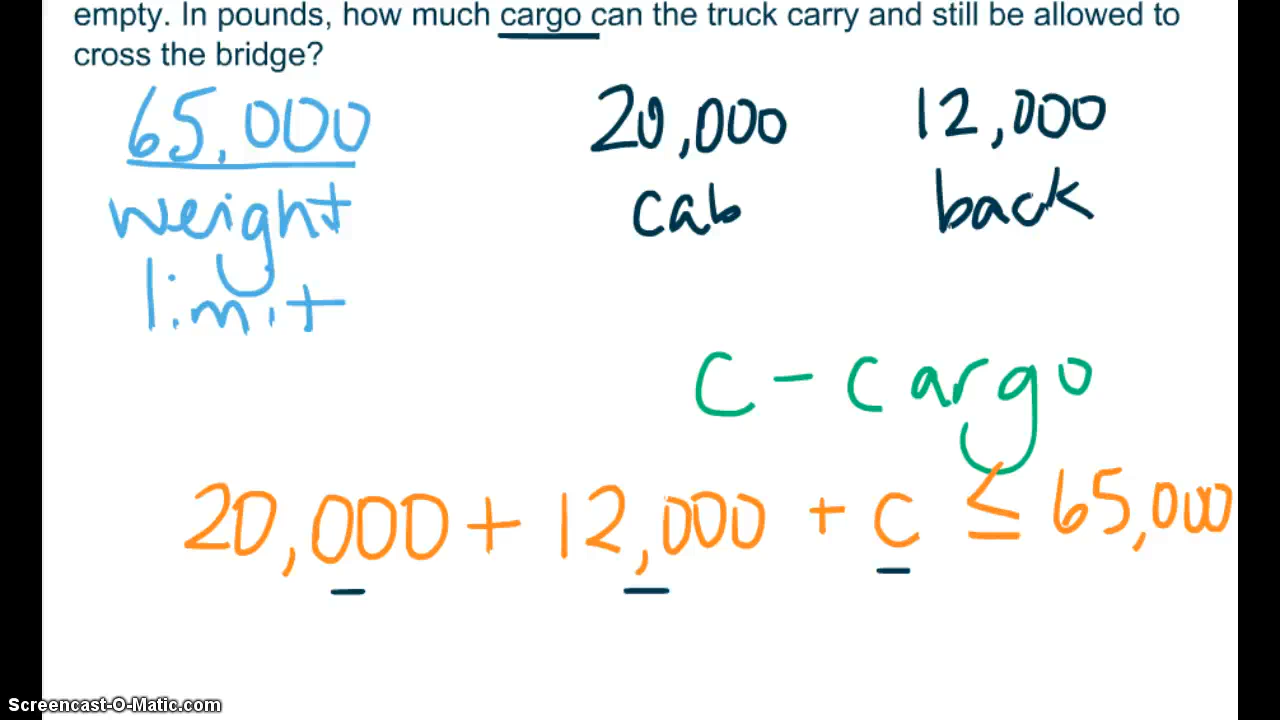 empty. In pounds, how much cargo can the truck carry and still be allowed to
cross the bridge?
65,000 20,000 12,000
weight cab back
limit
c - cargo
20,000 + 12,000 + c ≤ 65,000
Screencast-O-Matic.com